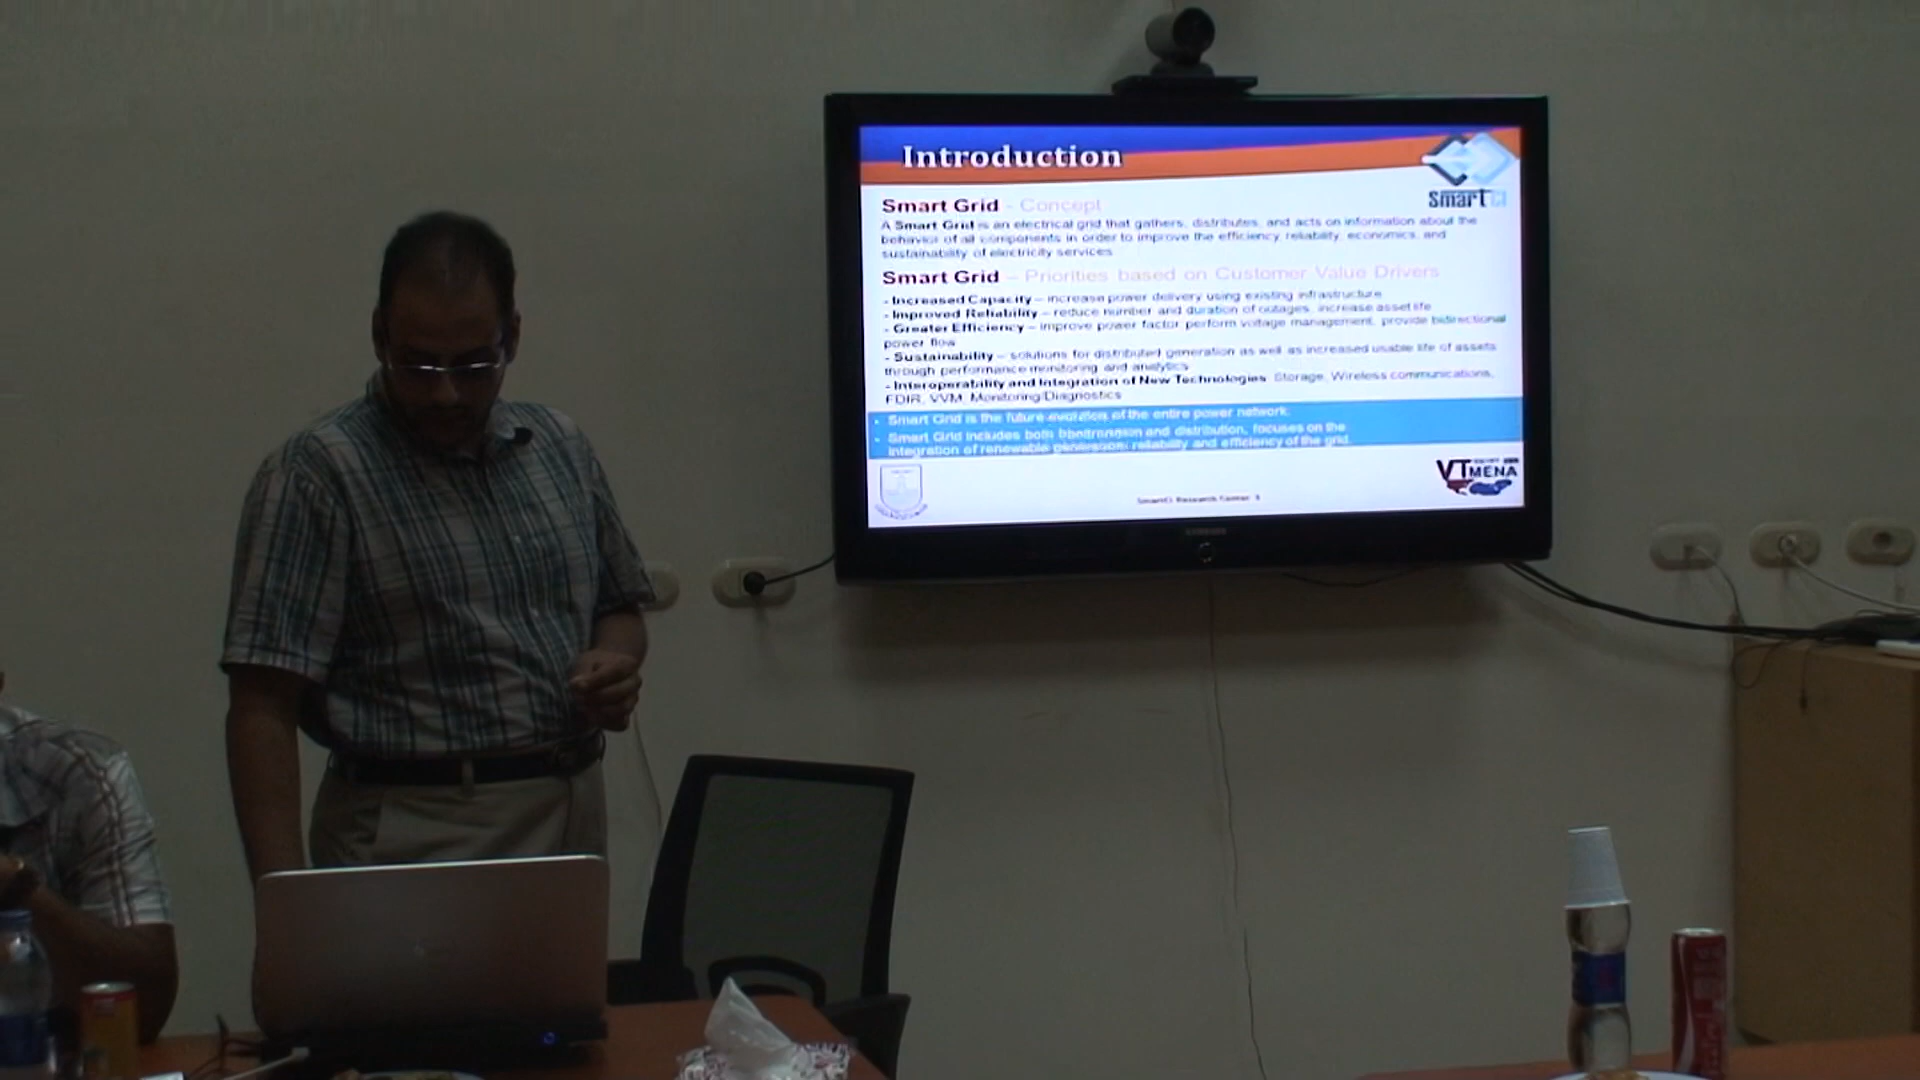 Introduction
Smart CI
Smart Grid - Concept
A Smart Grid is an electrical grid that gathers, distributes, and acts on information about the
behavior of all components in order to improve the efficiency, reliability, economics, and
sustainability of electricity services.
Smart Grid – Priorities based on Customer Value Drivers
- Increased Capacity – increase power delivery using existing infrastructure
- Improved Reliability – reduce number and duration of outages, increase asset life
- Greater Efficiency – improve power factor perform voltage management, provide bidirectional
power flow
- Sustainability – solutions for distributed generation as well as increased usable life of assets
through performance monitoring and analytics
- Interoperability and Integration of New Technologies Storage, Wireless communications,
FDIR, VVM, Monitoring/Diagnostics
• Smart Grid is the future evolution of the entire power network.
• Smart Grid includes both and distribution, focuses on the
integration of renewable reliability and efficiency of the grid.
VTMENA
SmartCI Research Center 3
SAMSUNG